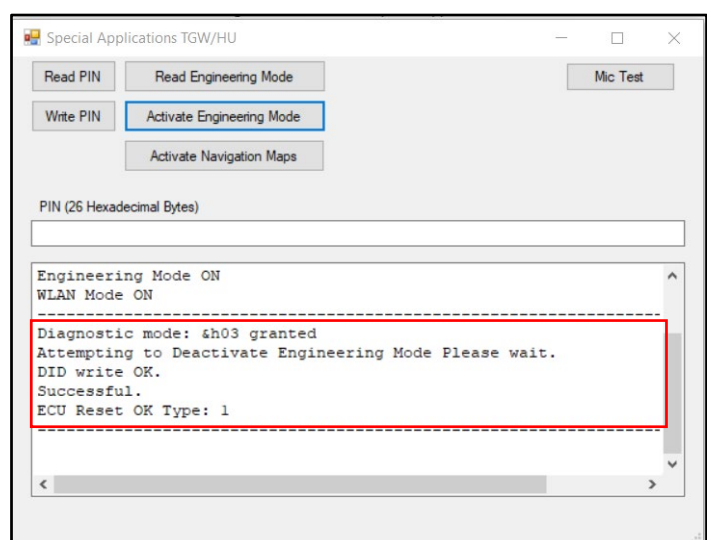 Special Applications TGW/HU
Read PIN
Read Engineering Mode
Mic Test
Write PIN
Activate Engineering Mode
Activate Navigation Maps
PIN (26 Hexadecimal Bytes)
Engineering Mode ON
WLAN Mode ON
----------------------------------------------------------------
Diagnostic mode: &h03 granted
Attempting to Deactivate Engineering Mode Please wait.
DID write OK.
Successful.
ECU Reset OK Type: 1
----------------------------------------------------------------